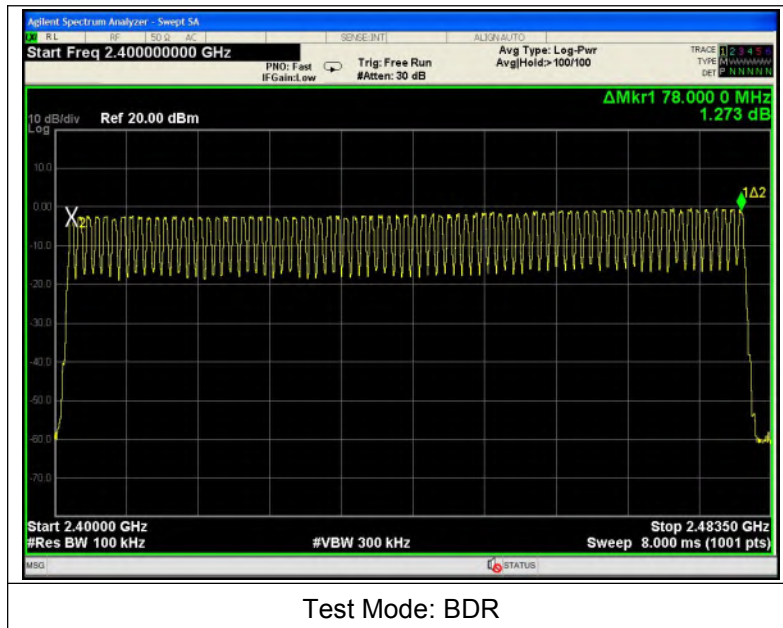 Agilent Spectrum Analyzer - Swept SA
RL RF 50 Ω AC SENSE:INT ALIGNAUTO
Start Freq 2.400000000 GHz
PNO: Fast
IFGain:Low
Trig: Free Run
#Atten: 30 dB
Avg Type: Log-Pwr
Avg|Hold:>100/100
TRACE 1 2 3 4 5 6
TYPE M
DET P N N N N N
ΔMkr1 78.000 0 MHz
1.273 dB
10 dB/div Ref 20.00 dBm
Log
10.0
0.00
-10.0
-20.0
-30.0
-40.0
-50.0
-60.0
-70.0
X2
1Δ2
Start 2.40000 GHz Stop 2.48350 GHz
#Res BW 100 kHz #VBW 300 kHz Sweep 8.000 ms (1001 pts)
MSG STATUS
Test Mode: BDR